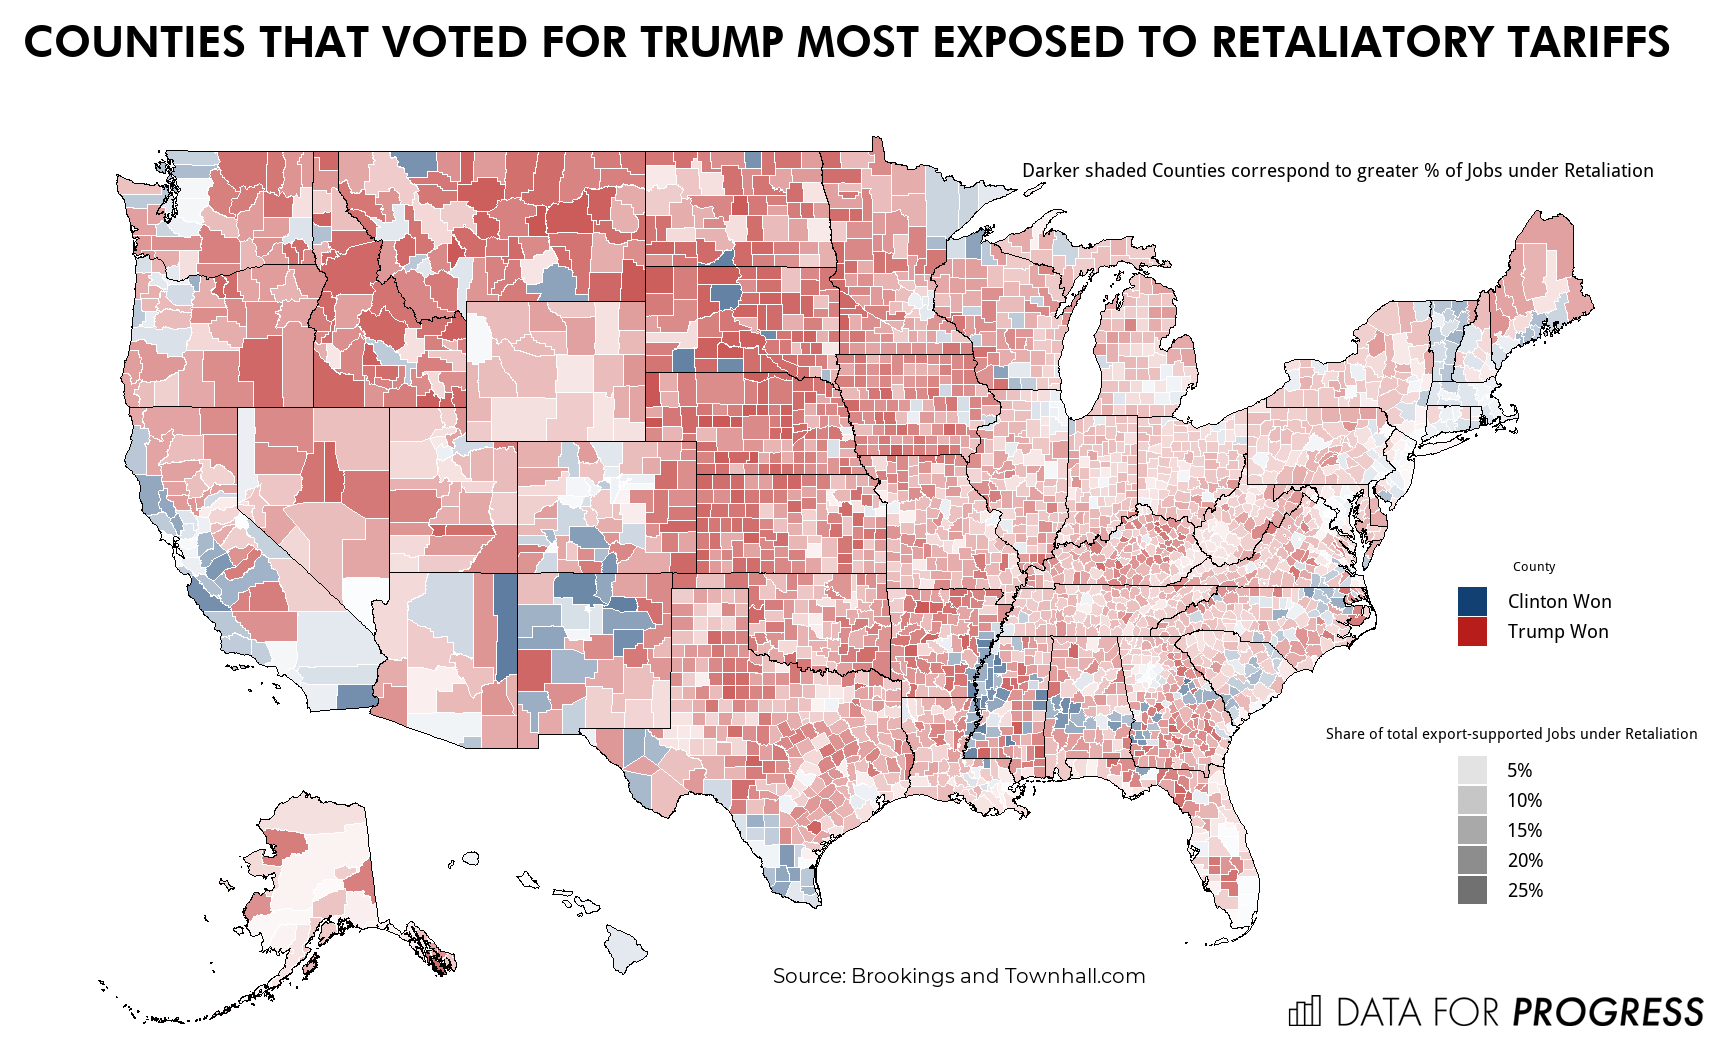 COUNTIES THAT VOTED FOR TRUMP MOST EXPOSED TO RETALIATORY TARIFFS
Darker shaded Counties correspond to greater % of Jobs under Retaliation
County
Clinton Won
Trump Won
Share of total export-supported Jobs under Retaliation
5%
10%
15%
20%
25%
Source: Brookings and Townhall.com
DATA FOR PROGRESS